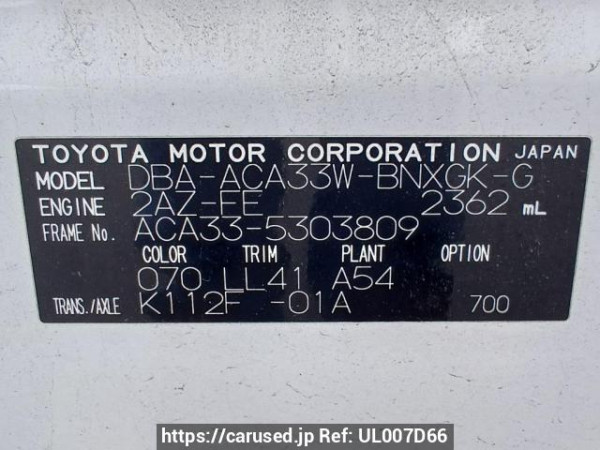 TOYOTA MOTOR CORPORATION JAPAN
MODEL DBA-ACA33W-BNXGK-G
ENGINE 2AZ-FE 2362 mL
FRAME No. ACA33-5303809
COLOR TRIM PLANT OPTION
070 LL41 A54
TRANS./AXLE K112F -01A 700
https://carused.jp Ref: UL007D66